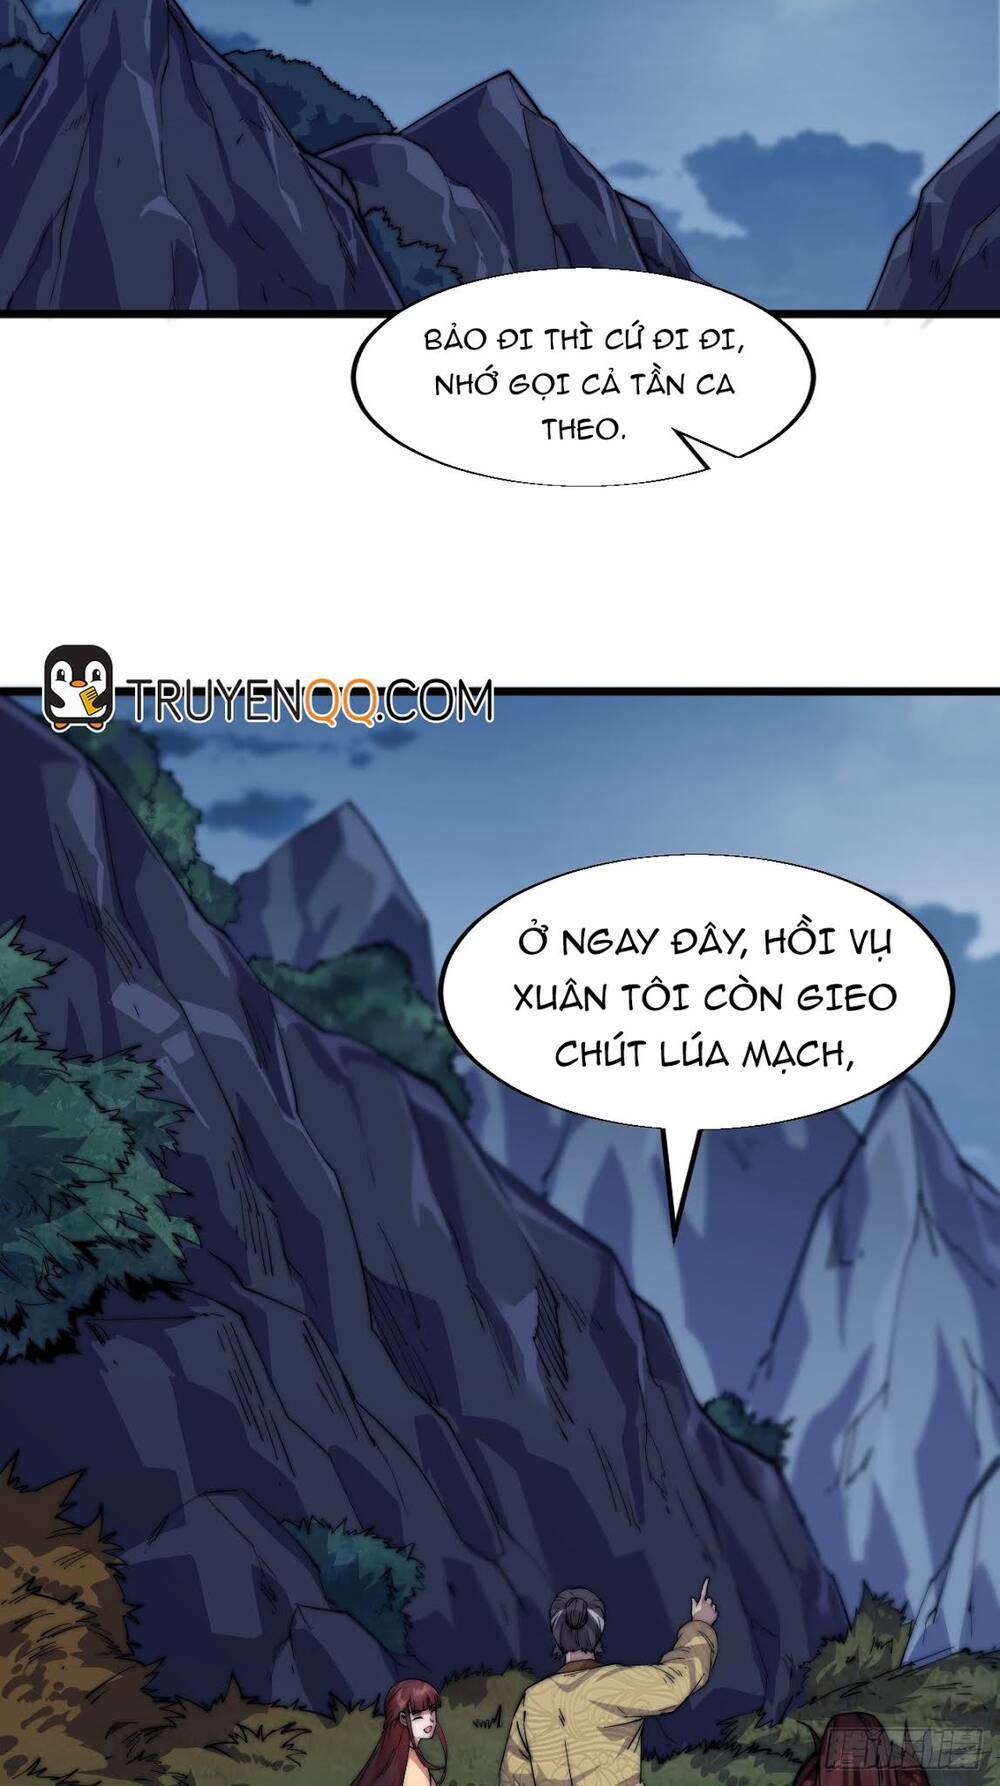 BẢO ĐI THÌ CỨ ĐI ĐI,
NHỚ GỌI CẢ TẦN CA
THEO.
TRUYENQQ.COM
Ở NGAY ĐÂY, HỒI VỤ
XUÂN TÔI CÒN GIEO
CHÚT LÚA MẠCH,